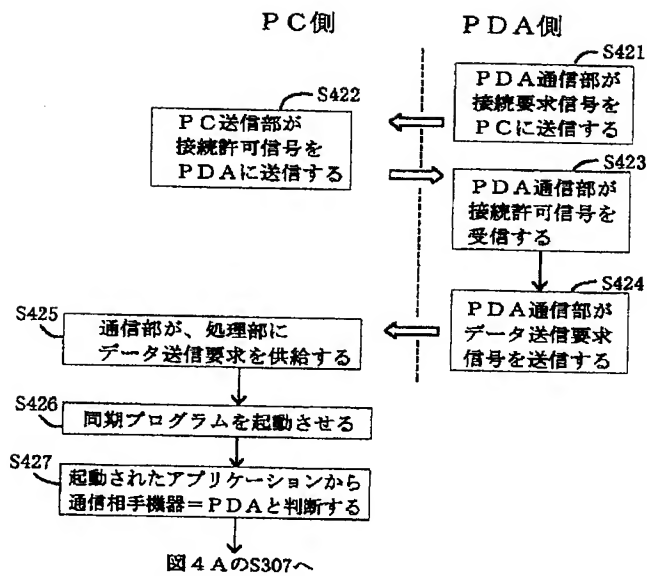 PC側
PDA側
S421
PDA通信部が
接続要求信号を
PCに送信する
S422
PC送信部が
接続許可信号を
PDAに送信する
S423
PDA通信部が
接続許可信号を
受信する
S424
PDA通信部が
データ送信要求
信号を送信する
S425
通信部が、処理部に
データ送信要求を供給する
S426
同期プログラムを起動させる
S427
起動されたアプリケーションから
通信相手機器=PDAと判断する
図4AのS307へ